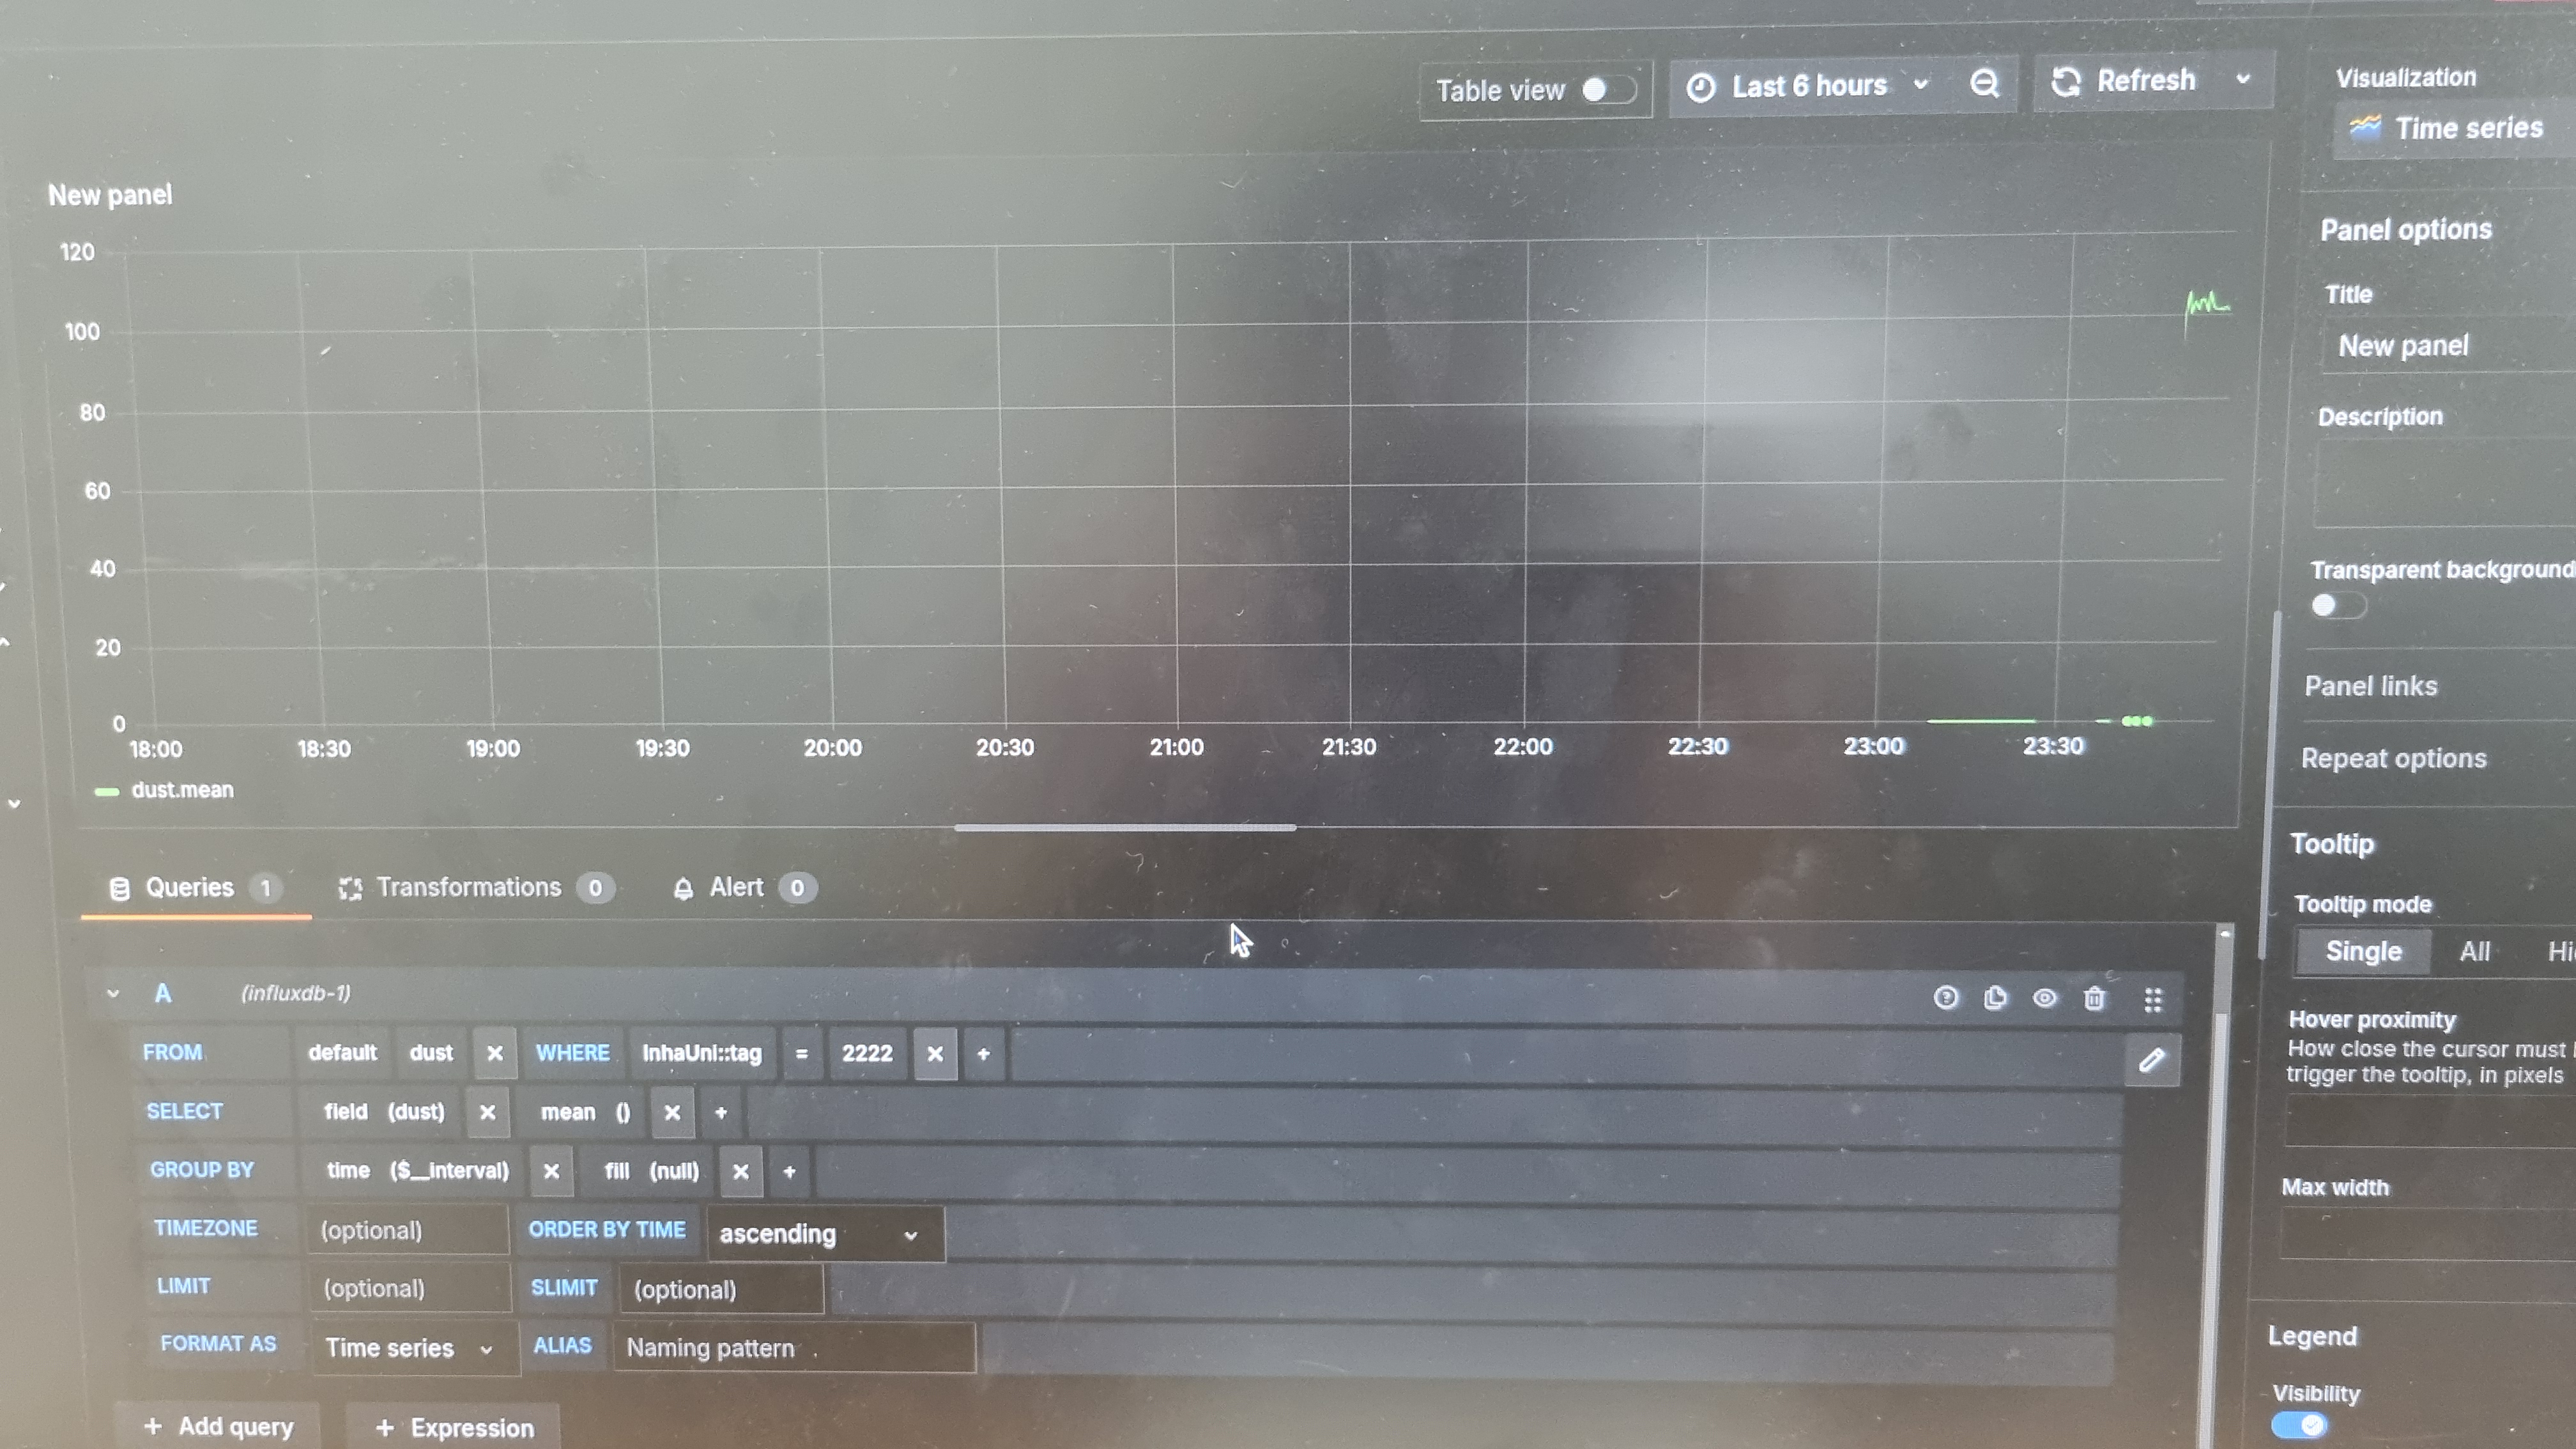 Table view
Last 6 hours
Refresh
Visualization
Time series
New panel
120
100
80
60
40
20
0
18:00 18:30 19:00 19:30 20:00 20:30 21:00 21:30 22:00 22:30 23:00 23:30
dust.mean
Panel options
Title
New panel
Description
Transparent background
Panel links
Repeat options
Tooltip
Tooltip mode
Single All
Hover proximity
How close the cursor must
trigger the tooltip, in pixels
Max width
Legend
Visibility
Queries 1 Transformations 0 Alert 0
A (influxdb-1)
FROM default dust × WHERE InhaUni::tag = 2222 × +
SELECT field (dust) × mean () × +
GROUP BY time ($__interval) × fill (null) × +
TIMEZONE (optional) ORDER BY TIME ascending
LIMIT (optional) SLIMIT (optional)
FORMAT AS Time series ALIAS Naming pattern
+ Add query + Expression